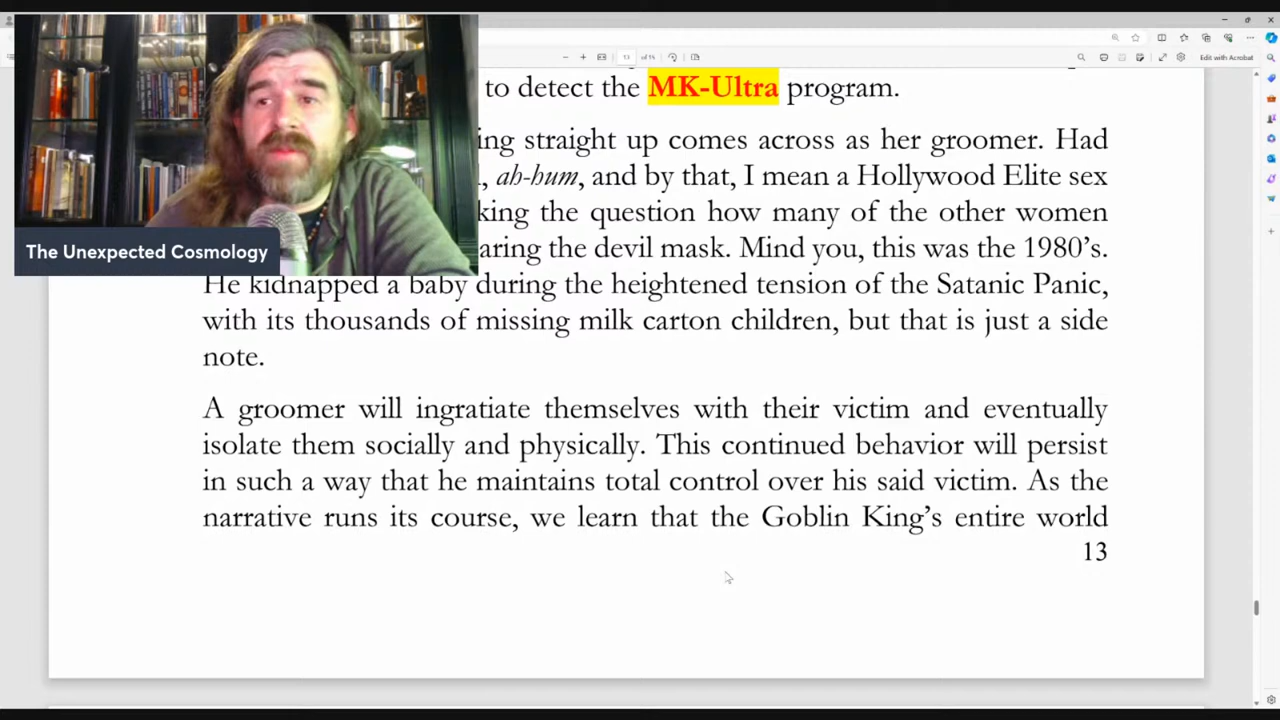 13 of 15
Edit with Acrobat
to detect the MK-Ultra program.
ing straight up comes across as her groomer. Had
, ah-hum, and by that, I mean a Hollywood Elite sex
king the question how many of the other women
aring the devil mask. Mind you, this was the 1980’s.
The Unexpected Cosmology
He kidnapped a baby during the heightened tension of the Satanic Panic,
with its thousands of missing milk carton children, but that is just a side
note.
A groomer will ingratiate themselves with their victim and eventually
isolate them socially and physically. This continued behavior will persist
in such a way that he maintains total control over his said victim. As the
narrative runs its course, we learn that the Goblin King’s entire world
13